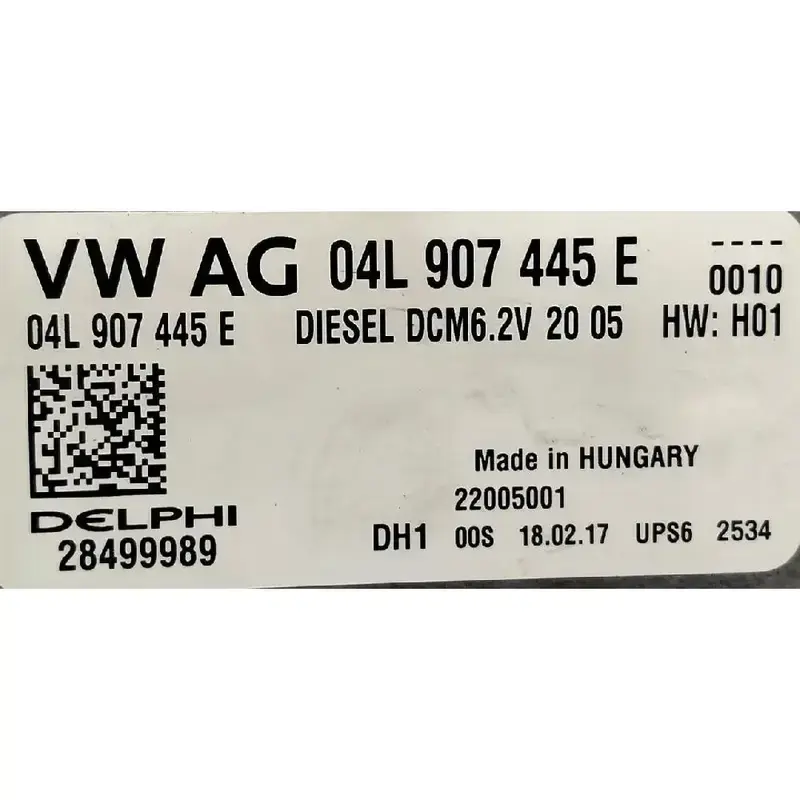 VW AG 04L 907 445 E ----
0010
04L 907 445 E DIESEL DCM6.2V 20 05 HW: H01
Made in HUNGARY
22005001
DELPHI
28499989
DH1 00S 18.02.17 UPS6 2534